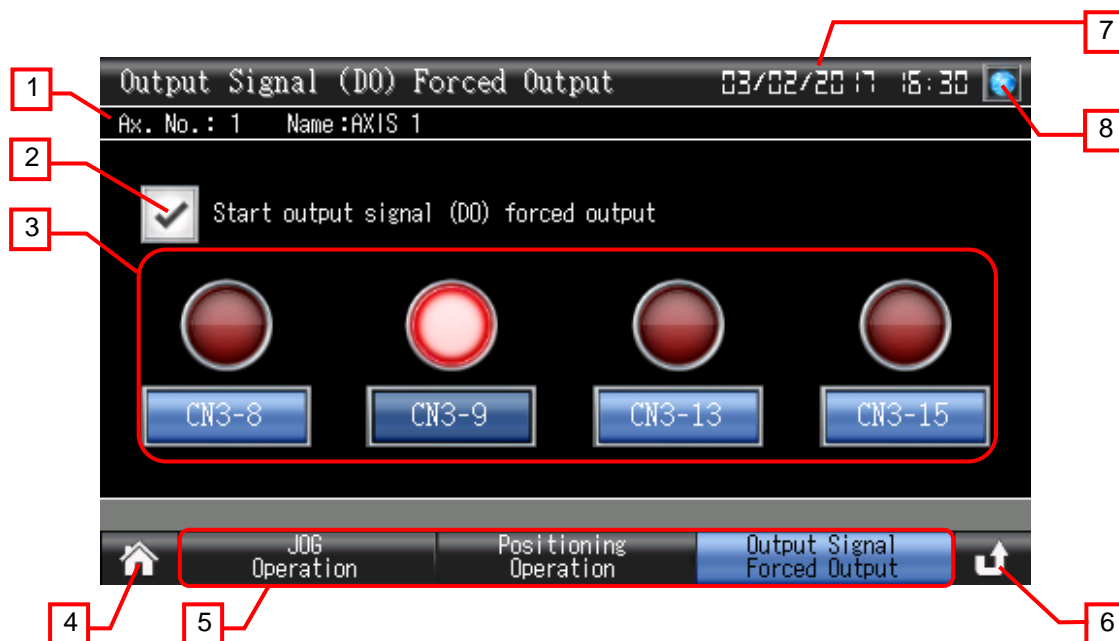 7
Output Signal (DO) Forced Output 03/02/2017 16:30
1
Ax. No.: 1 Name:AXIS 1
8
2
Start output signal (DO) forced output
3
CN3-8 CN3-9 CN3-13 CN3-15
JOG Positioning Output Signal
Operation Operation Forced Output
4 5 6